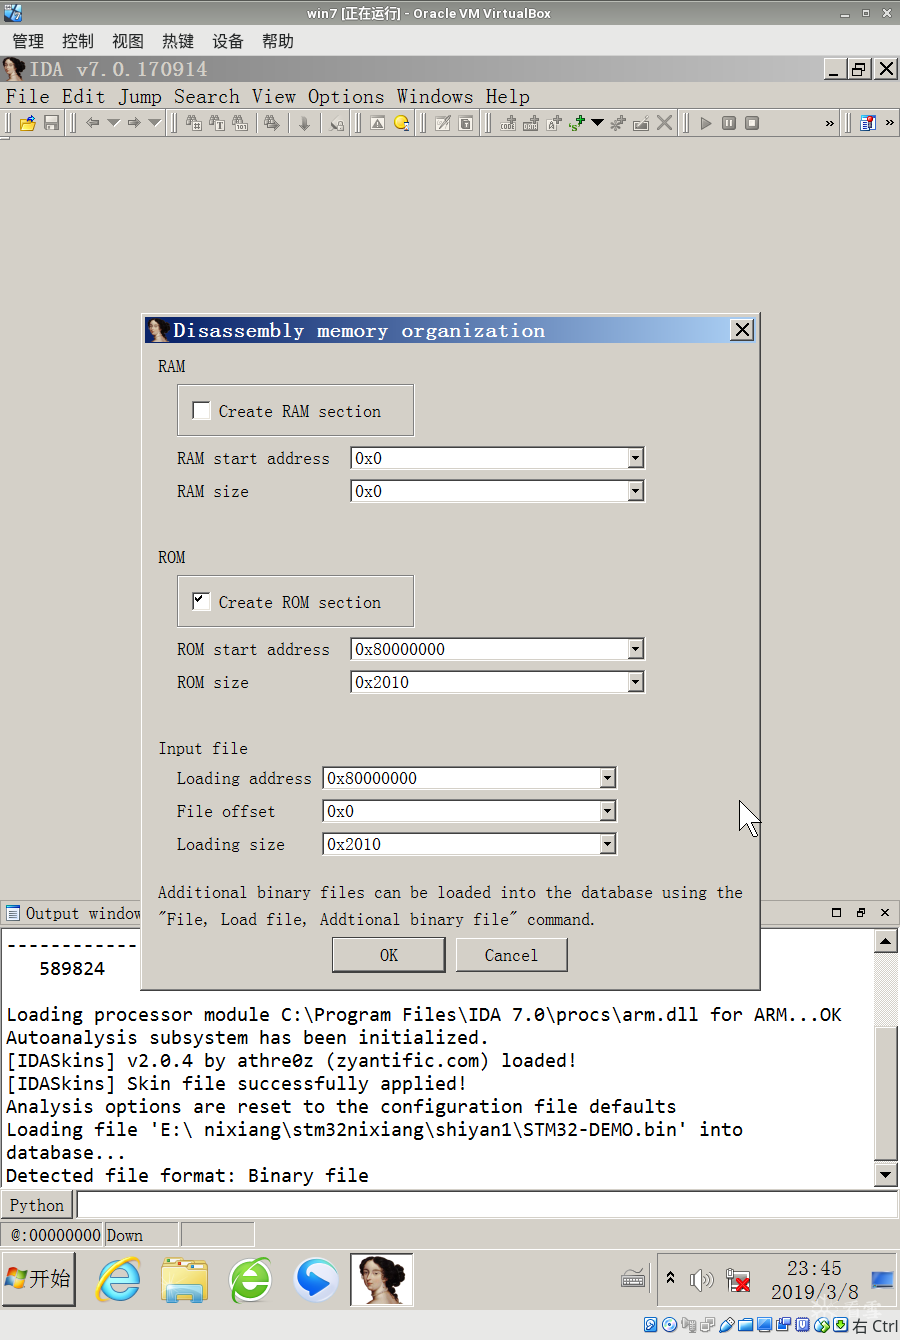 win7 [正在运行] - Oracle VM VirtualBox
管理 控制 视图 热键 设备 帮助
IDA v7.0.170914
File Edit Jump Search View Options Windows Help
Disassembly memory organization
RAM
Create RAM section
RAM start address 0x0
RAM size 0x0
ROM
Create ROM section
ROM start address 0x80000000
ROM size 0x2010
Input file
Loading address 0x80000000
File offset 0x0
Loading size 0x2010
Additional binary files can be loaded into the database using the
"File, Load file, Addtional binary file" command.
OK Cancel
Output window
-------------
589824
Loading processor module C:\Program Files\IDA 7.0\procs\arm.dll for ARM...OK
Autoanalysis subsystem has been initialized.
[IDASkins] v2.0.4 by athre0z (zyantific.com) loaded!
[IDASkins] Skin file successfully applied!
Analysis options are reset to the configuration file defaults
Loading file 'E:\ nixiang\stm32nixiang\shiyan1\STM32-DEMO.bin' into
database...
Detected file format: Binary file
Python
@:00000000 Down
开始
23:45
2019/3/8
右 Ctrl